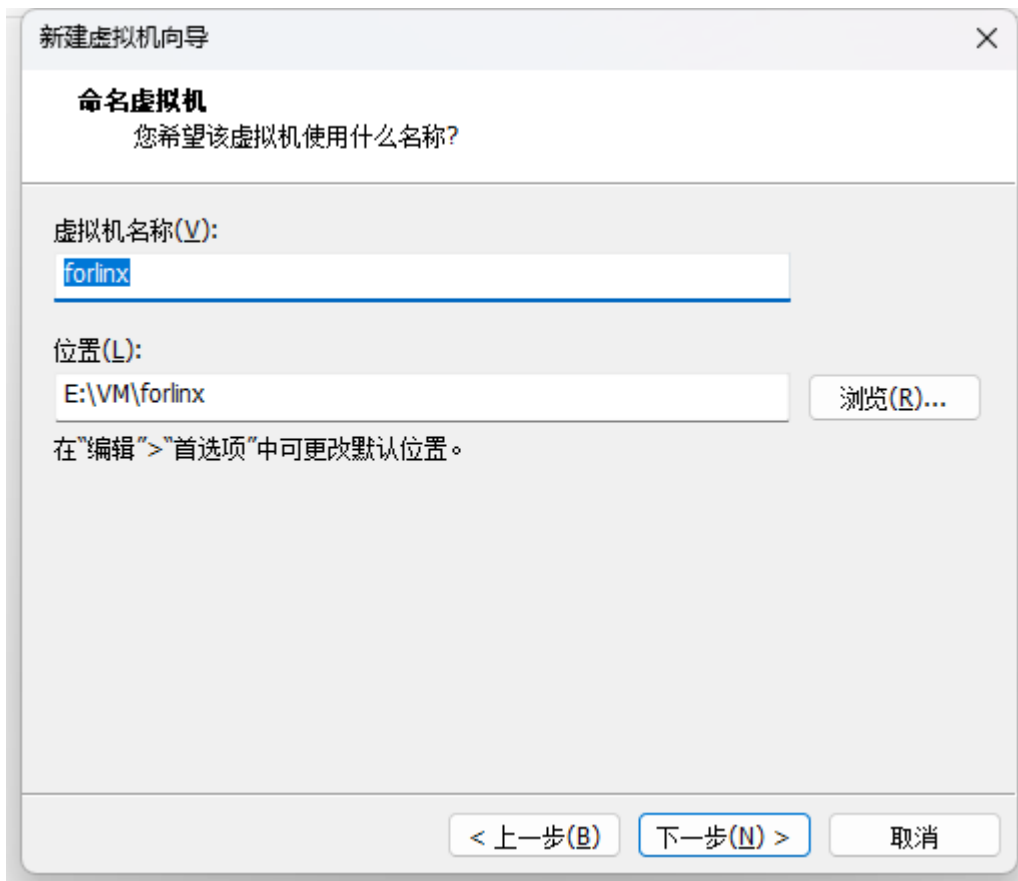 新建虚拟机向导
命名虚拟机
您希望该虚拟机使用什么名称?
虚拟机名称(V):
forlinx
位置(L):
E:\VM\forlinx
浏览(R)...
在"编辑">"首选项"中可更改默认位置。
< 上一步(B)
下一步(N) >
取消